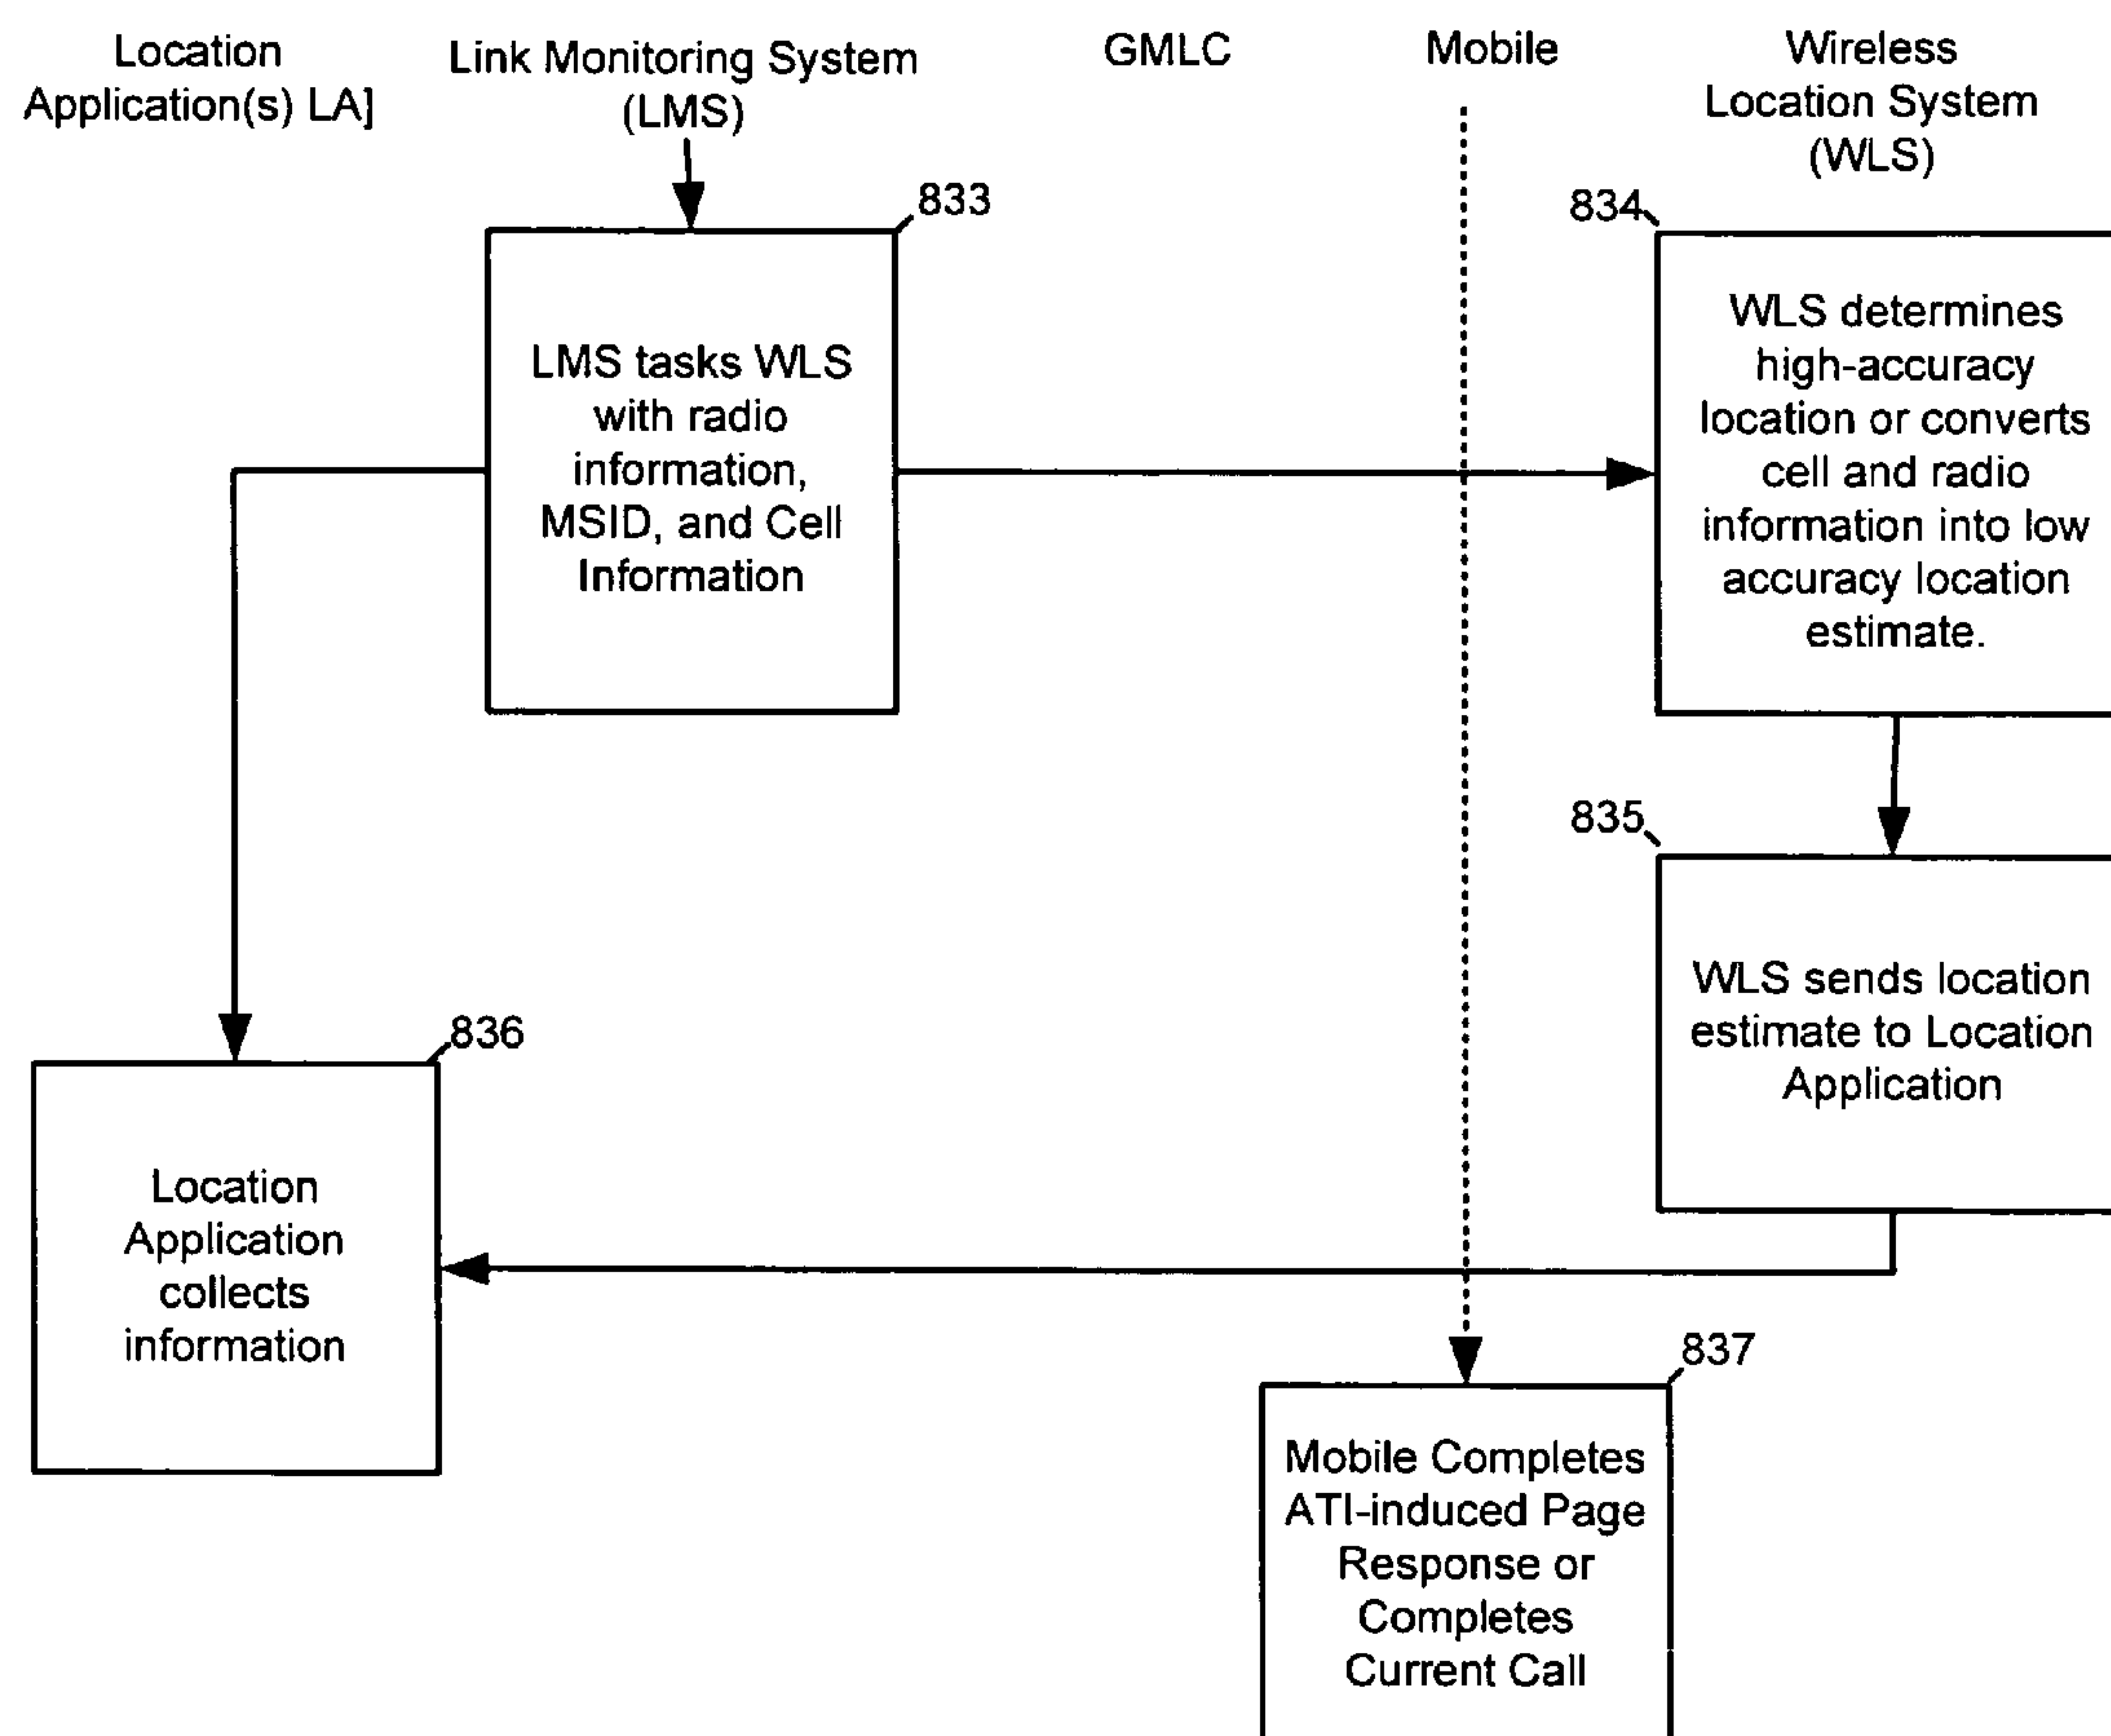 Location
Application(s) LA]
Link Monitoring System
(LMS)
GMLC
Mobile
Wireless
Location System
(WLS)
833
LMS tasks WLS
with radio
information,
MSID, and Cell
Information
834
WLS determines
high-accuracy
location or converts
cell and radio
information into low
accuracy location
estimate.
835
WLS sends location
estimate to Location
Application
836
Location
Application
collects
information
837
Mobile Completes
ATI-induced Page
Response or
Completes
Current Call